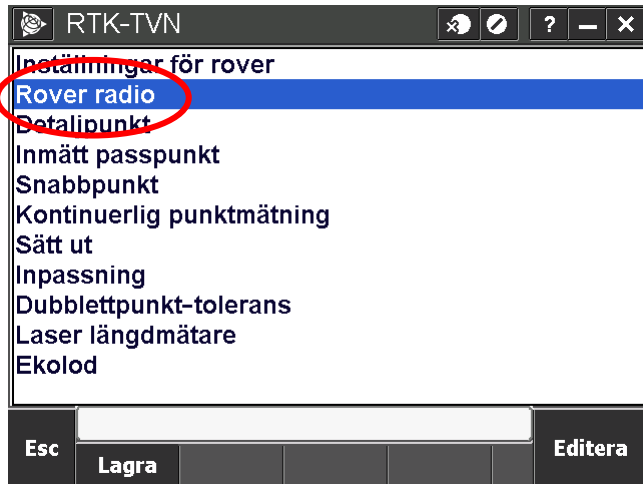 RTK-TVN
? – X
Inställningar för rover
Rover radio
Detaljpunkt
Inmätt passpunkt
Snabbpunkt
Kontinuerlig punktmätning
Sätt ut
Inpassning
Dubblettpunkt-tolerans
Laser längdmätare
Ekolod
Esc
Lagra
Editera